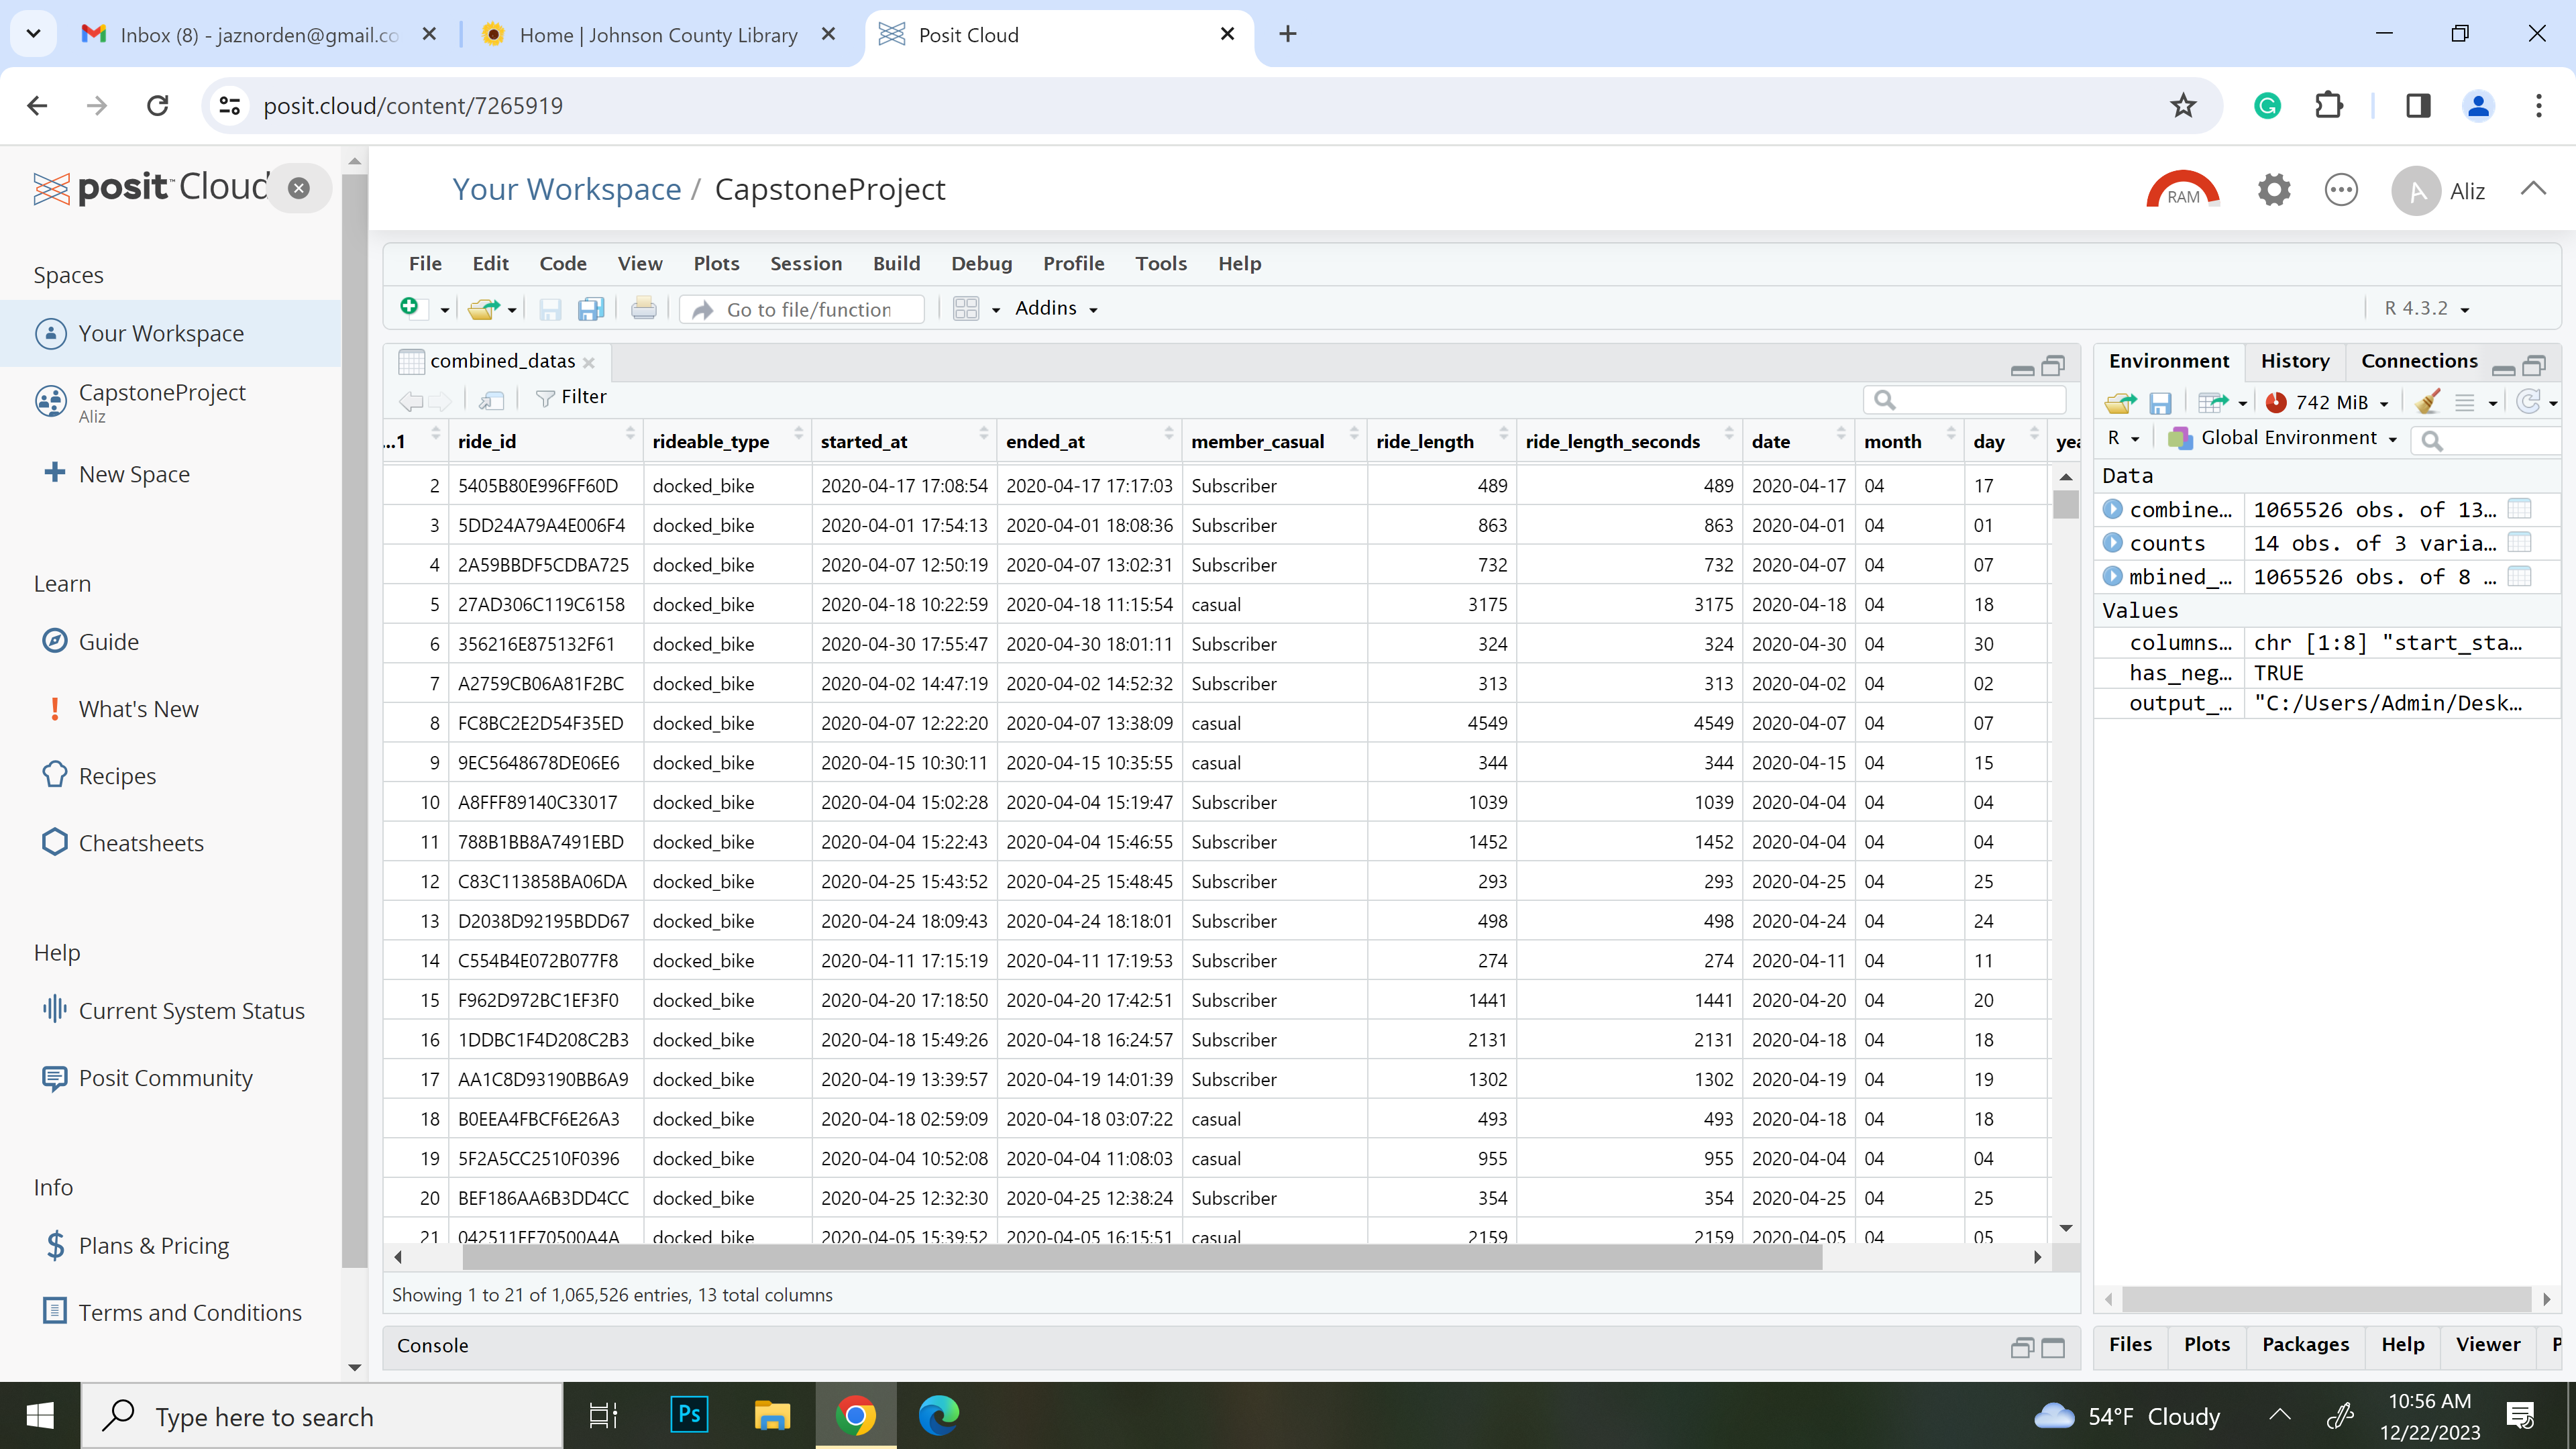 Inbox (8) - jaznorden@gmail.co
Home | Johnson County Library
Posit Cloud
posit.cloud/content/7265919
posit Cloud
Your Workspace / CapstoneProject
RAM
A Aliz
Spaces
Your Workspace
CapstoneProject
Aliz
New Space
Learn
Guide
What's New
Recipes
Cheatsheets
Help
Current System Status
Posit Community
Info
Plans & Pricing
Terms and Conditions
File Edit Code View Plots Session Build Debug Profile Tools Help
Go to file/function Addins R 4.3.2
combined_datas
Filter
...1 ride_id rideable_type started_at ended_at member_casual ride_length ride_length_seconds date month day yea
2 5405B80E996FF60D docked_bike 2020-04-17 17:08:54 2020-04-17 17:17:03 Subscriber 489 489 2020-04-17 04 17
3 5DD24A79A4E006F4 docked_bike 2020-04-01 17:54:13 2020-04-01 18:08:36 Subscriber 863 863 2020-04-01 04 01
4 2A59BBDF5CDBA725 docked_bike 2020-04-07 12:50:19 2020-04-07 13:02:31 Subscriber 732 732 2020-04-07 04 07
5 27AD306C119C6158 docked_bike 2020-04-18 10:22:59 2020-04-18 11:15:54 casual 3175 3175 2020-04-18 04 18
6 356216E875132F61 docked_bike 2020-04-30 17:55:47 2020-04-30 18:01:11 Subscriber 324 324 2020-04-30 04 30
7 A2759CB06A81F2BC docked_bike 2020-04-02 14:47:19 2020-04-02 14:52:32 Subscriber 313 313 2020-04-02 04 02
8 FC8BC2E2D54F35ED docked_bike 2020-04-07 12:22:20 2020-04-07 13:38:09 casual 4549 4549 2020-04-07 04 07
9 9EC5648678DE06E6 docked_bike 2020-04-15 10:30:11 2020-04-15 10:35:55 casual 344 344 2020-04-15 04 15
10 A8FFF89140C33017 docked_bike 2020-04-04 15:02:28 2020-04-04 15:19:47 Subscriber 1039 1039 2020-04-04 04 04
11 788B1BB8A7491EBD docked_bike 2020-04-04 15:22:43 2020-04-04 15:46:55 Subscriber 1452 1452 2020-04-04 04 04
12 C83C113858BA06DA docked_bike 2020-04-25 15:43:52 2020-04-25 15:48:45 Subscriber 293 293 2020-04-25 04 25
13 D2038D92195BDD67 docked_bike 2020-04-24 18:09:43 2020-04-24 18:18:01 Subscriber 498 498 2020-04-24 04 24
14 C554B4E072B077F8 docked_bike 2020-04-11 17:15:19 2020-04-11 17:19:53 Subscriber 274 274 2020-04-11 04 11
15 F962D972BC1EF3F0 docked_bike 2020-04-20 17:18:50 2020-04-20 17:42:51 Subscriber 1441 1441 2020-04-20 04 20
16 1DDBC1F4D208C2B3 docked_bike 2020-04-18 15:49:26 2020-04-18 16:24:57 Subscriber 2131 2131 2020-04-18 04 18
17 AA1C8D93190BB6A9 docked_bike 2020-04-19 13:39:57 2020-04-19 14:01:39 Subscriber 1302 1302 2020-04-19 04 19
18 B0EEA4FBCF6E26A3 docked_bike 2020-04-18 02:59:09 2020-04-18 03:07:22 casual 493 493 2020-04-18 04 18
19 5F2A5CC2510F0396 docked_bike 2020-04-04 10:52:08 2020-04-04 11:08:03 casual 955 955 2020-04-04 04 04
20 BEF186AA6B3DD4CC docked_bike 2020-04-25 12:32:30 2020-04-25 12:38:24 Subscriber 354 354 2020-04-25 04 25
21 042511FF70500A4A docked_bike 2020-04-05 15:39:52 2020-04-05 16:15:51 casual 2159 2159 2020-04-05 04 05
Showing 1 to 21 of 1,065,526 entries, 13 total columns
Console
Environment History Connections
742 MiB
R Global Environment
Data
combine... 1065526 obs. of 13...
counts 14 obs. of 3 varia...
mbined_... 1065526 obs. of 8 ...
Values
columns... chr [1:8] "start_sta...
has_neg... TRUE
output_... "C:/Users/Admin/Desk...
Files Plots Packages Help Viewer P
Type here to search
Ps
54°F Cloudy
10:56 AM
12/22/2023